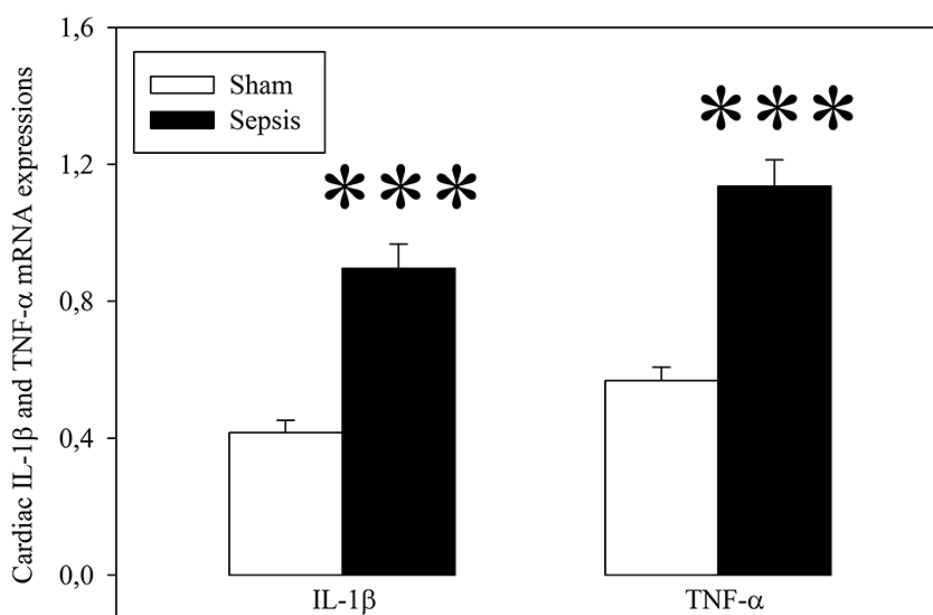 Cardiac IL-1β and TNF-α mRNA expressions
1,6
1,2
0,8
0,4
0,0
Sham
Sepsis
***
***
IL-1β
TNF-α